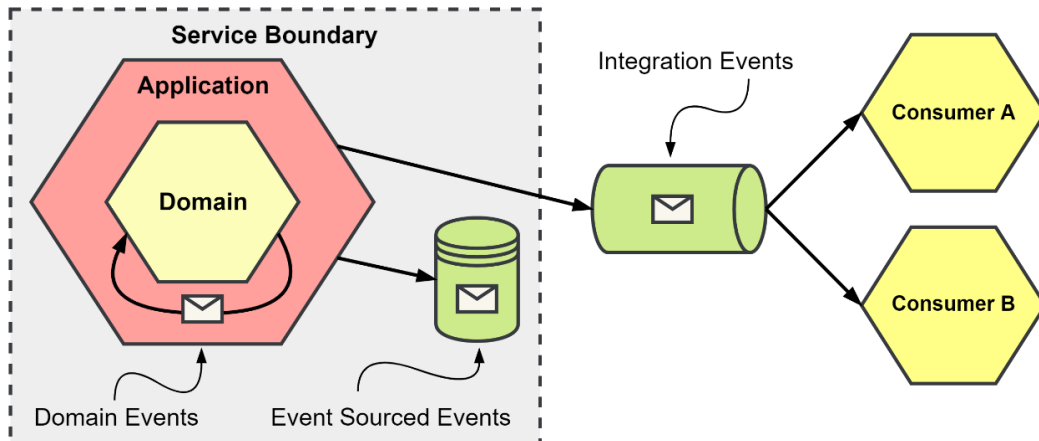 Service Boundary
Application
Domain
Domain Events
Event Sourced Events
Integration Events
Consumer A
Consumer B